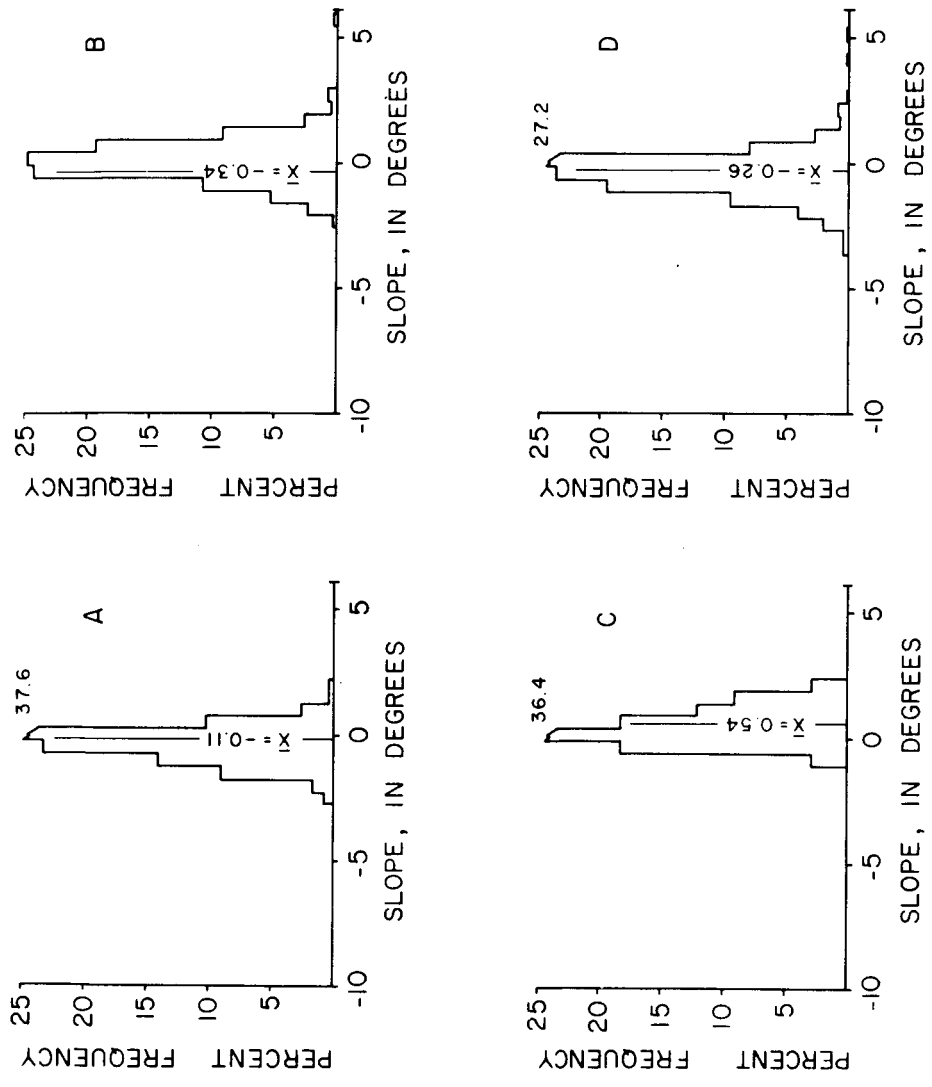 B
25
20
15
10
5
PERCENT FREQUENCY
X̄ = -0.34
-10
-5
0
5
SLOPE, IN DEGREES
D
27.2
25
20
15
10
5
PERCENT FREQUENCY
X̄ = -0.26
-10
-5
0
5
SLOPE, IN DEGREES
A
37.6
25
20
15
10
5
PERCENT FREQUENCY
X̄ = -0.11
-10
-5
0
5
SLOPE, IN DEGREES
C
36.4
25
20
15
10
5
PERCENT FREQUENCY
X̄ = 0.54
-10
-5
0
5
SLOPE, IN DEGREES